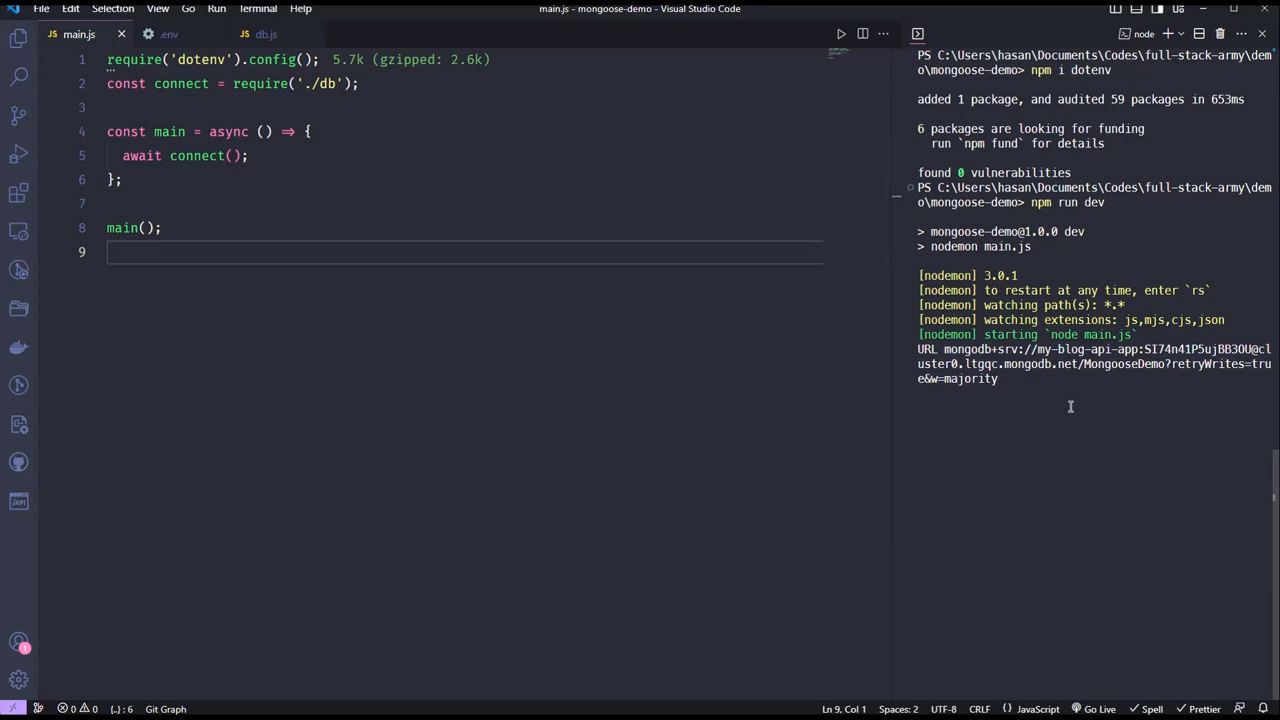 File Edit Selection View Go Run Terminal Help
main.js - mongoose-demo - Visual Studio Code
JS main.js
.env
JS db.js
node
1 require('dotenv').config(); 5.7k (gzipped: 2.6k)
2 const connect = require('./db');
3
4 const main = async () => {
5 await connect();
6 };
7
8 main();
9
PS C:\Users\hasan\Documents\Codes\full-stack-army\dem
o\mongoose-demo> npm i dotenv
added 1 package, and audited 59 packages in 653ms
6 packages are looking for funding
run `npm fund` for details
found 0 vulnerabilities
PS C:\Users\hasan\Documents\Codes\full-stack-army\dem
o\mongoose-demo> npm run dev
> mongoose-demo@1.0.0 dev
> nodemon main.js
[nodemon] 3.0.1
[nodemon] to restart at any time, enter `rs`
[nodemon] watching path(s): *.*
[nodemon] watching extensions: js,mjs,cjs,json
[nodemon] starting `node main.js`
URL mongodb+srv://my-blog-api-app:SI74n41P5ujBB3OU@cl
uster0.ltgqc.mongodb.net/MongooseDemo?retryWrites=tru
e&w=majority
/API
1
0 0 {..} : 6 Git Graph
Ln 9, Col 1 Spaces: 2 UTF-8 CRLF {} JavaScript Go Live Spell Prettier